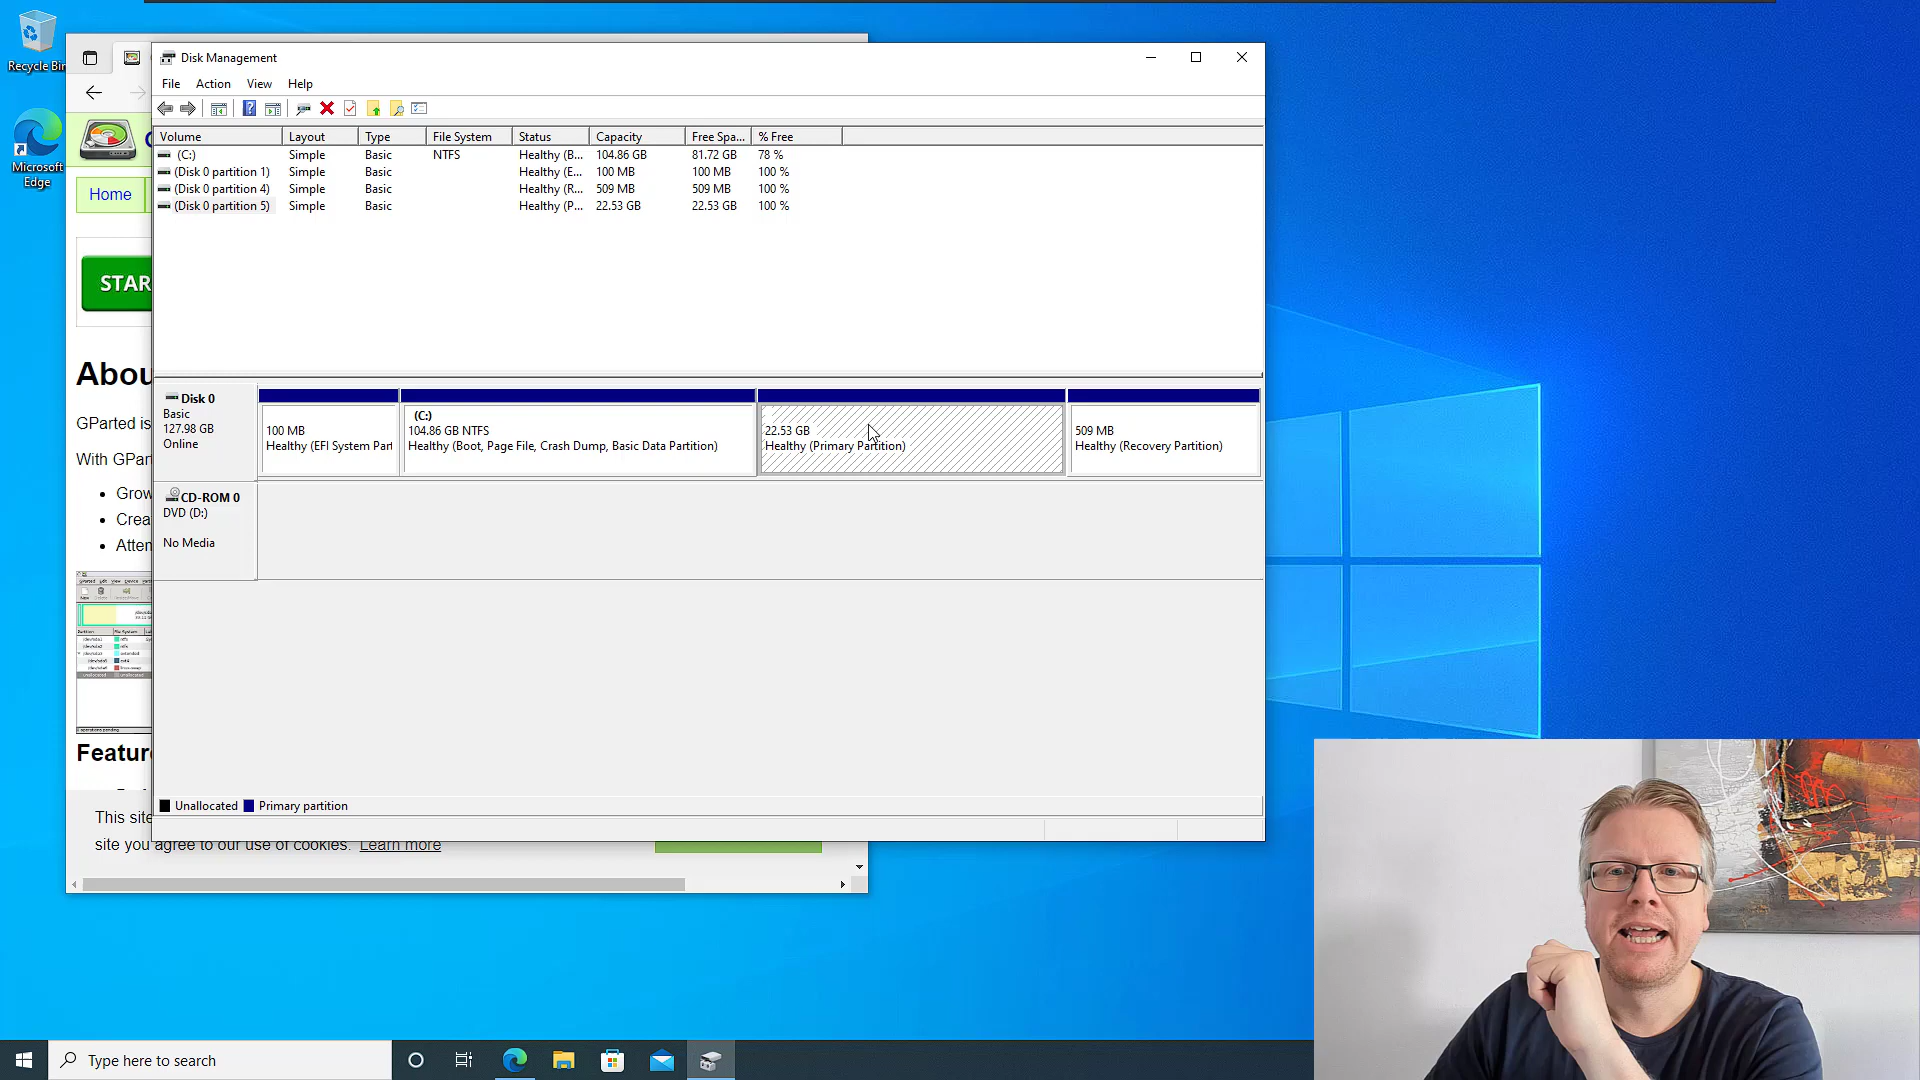 Recycle Bin
Microsoft
Edge
Disk Management
File Action View Help
Volume Layout Type File System Status Capacity Free Spa... % Free
(C:) Simple Basic NTFS Healthy (B... 104.86 GB 81.72 GB 78 %
(Disk 0 partition 1) Simple Basic Healthy (E... 100 MB 100 MB 100 %
(Disk 0 partition 4) Simple Basic Healthy (R... 509 MB 509 MB 100 %
(Disk 0 partition 5) Simple Basic Healthy (P... 22.53 GB 22.53 GB 100 %
Home
STAR
Abou
GParted is
With GPart
Grow
Crea
Atten
Featur
Disk 0
Basic
127.98 GB
Online
100 MB
Healthy (EFI System Part
(C:)
104.86 GB NTFS
Healthy (Boot, Page File, Crash Dump, Basic Data Partition)
22.53 GB
Healthy (Primary Partition)
509 MB
Healthy (Recovery Partition)
CD-ROM 0
DVD (D:)
No Media
Unallocated Primary partition
This site
site you agree to our use of cookies. Learn more
Type here to search